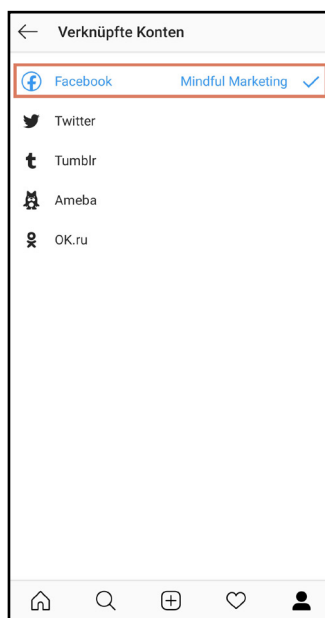 Verknüpfte Konten
Facebook Mindful Marketing
Twitter
Tumblr
Ameba
OK.ru